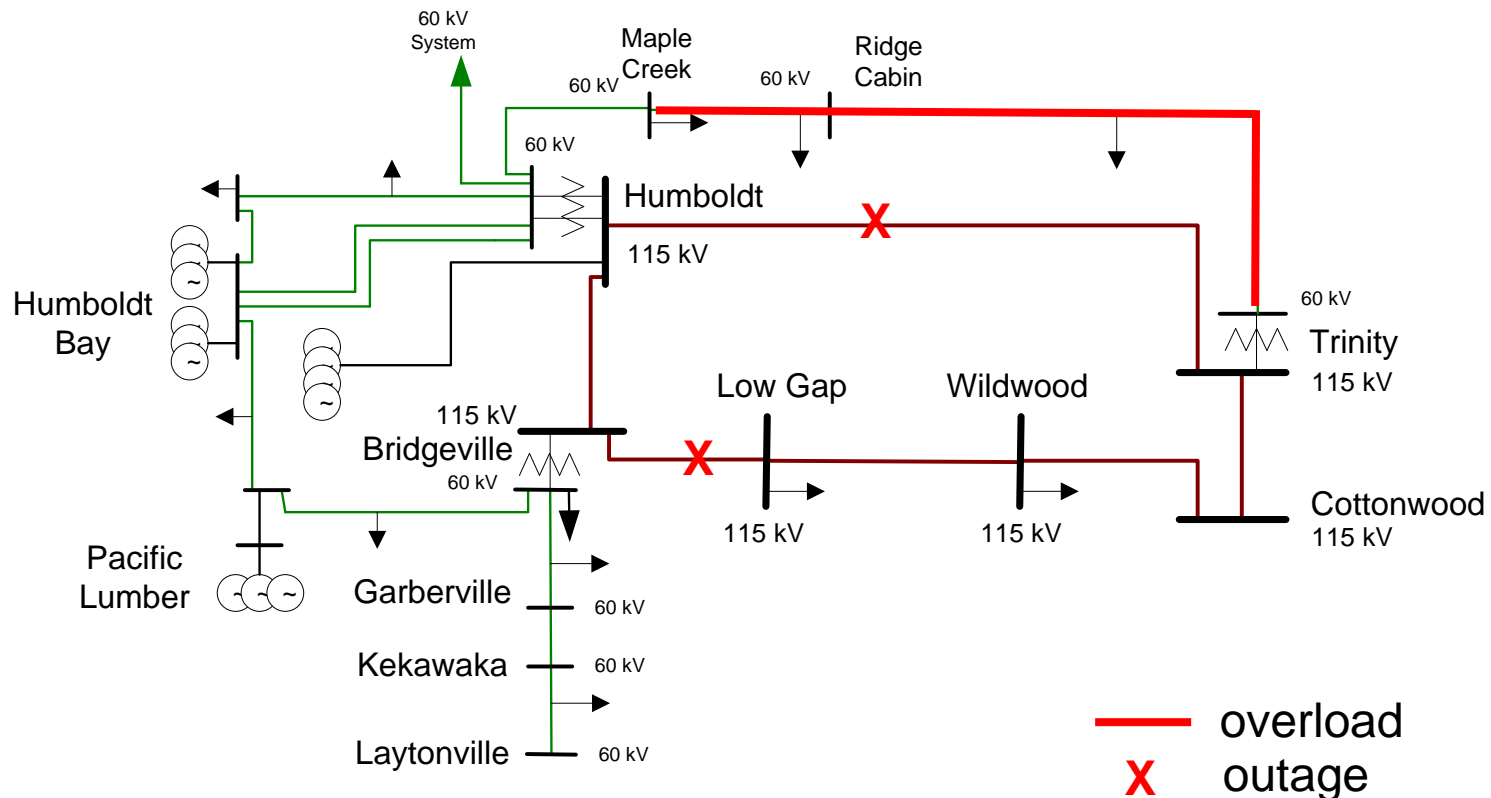 60 kV
System
Maple
Creek
60 kV
60 kV
Ridge
Cabin
60 kV
Humboldt
115 kV
X
60 kV
Trinity
115 kV
Humboldt
Bay
~
~
~
115 kV
Bridgeville
60 kV
Low Gap
115 kV
X
Wildwood
115 kV
Cottonwood
115 kV
Pacific
Lumber
~ ~ ~
Garberville
60 kV
Kekawaka
60 kV
Laytonville
60 kV
overload
X outage